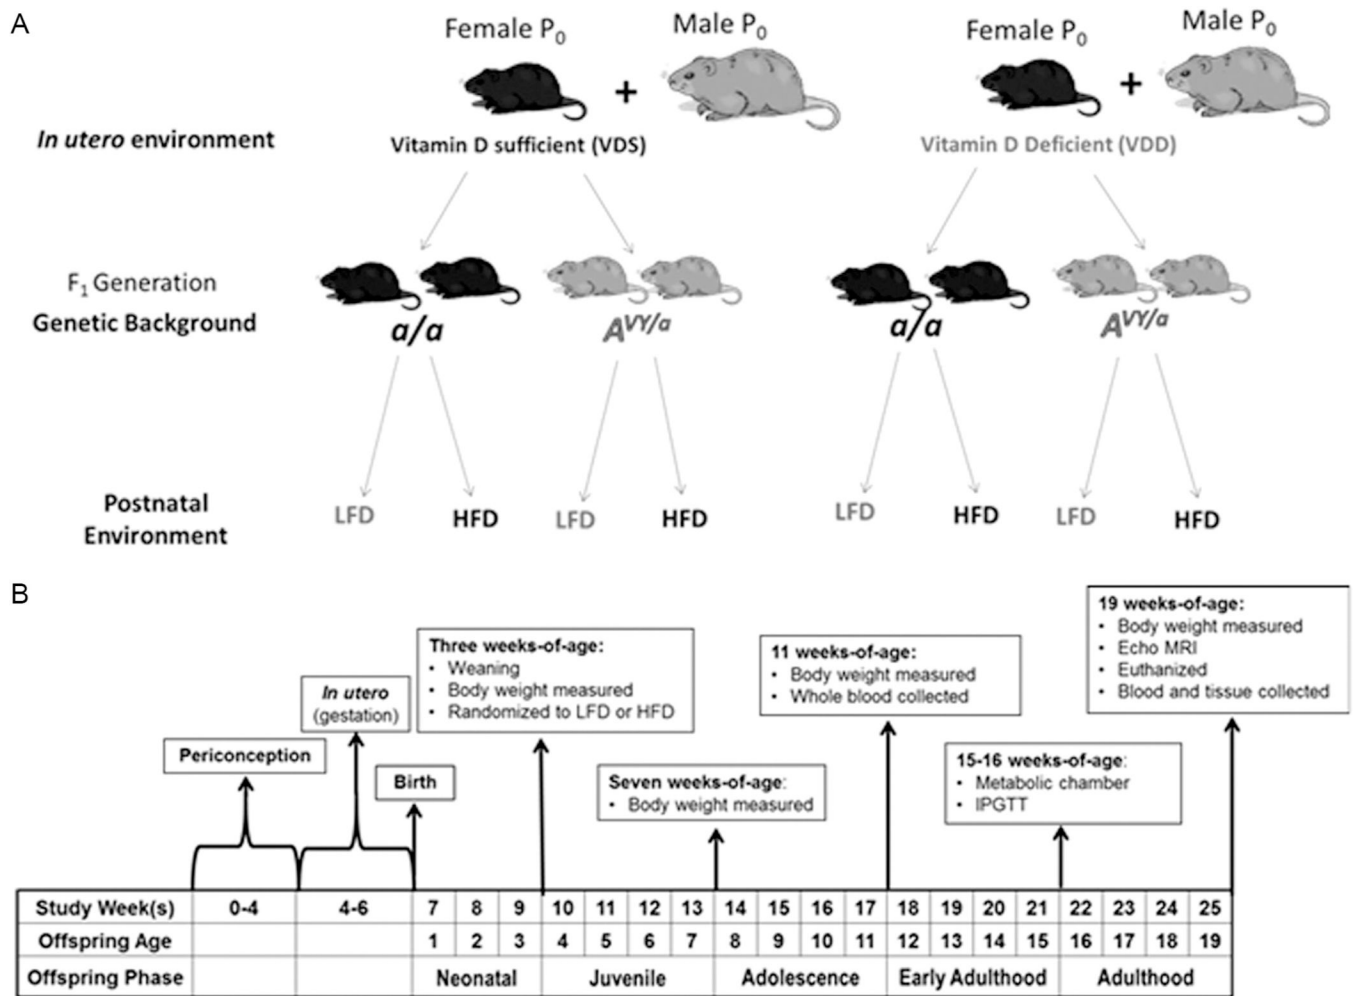 A
Female P0
Male P0
Female P0
Male P0
+
+
In utero environment
Vitamin D sufficient (VDS)
Vitamin D Deficient (VDD)
F1 Generation
Genetic Background
a/a
AVY/a
a/a
AVY/a
Postnatal
Environment
LFD
HFD
LFD
HFD
LFD
HFD
LFD
HFD
B
Periconception
In utero
(gestation)
Birth
Three weeks-of-age:
• Weaning
• Body weight measured
• Randomized to LFD or HFD
Seven weeks-of-age:
• Body weight measured
11 weeks-of-age:
• Body weight measured
• Whole blood collected
15-16 weeks-of-age:
• Metabolic chamber
• IPGTT
19 weeks-of-age:
• Body weight measured
• Echo MRI
• Euthanized
• Blood and tissue collected
Study Week(s) 0-4 4-6 7 8 9 10 11 12 13 14 15 16 17 18 19 20 21 22 23 24 25
Offspring Age 1 2 3 4 5 6 7 8 9 10 11 12 13 14 15 16 17 18 19
Offspring Phase Neonatal Juvenile Adolescence Early Adulthood Adulthood